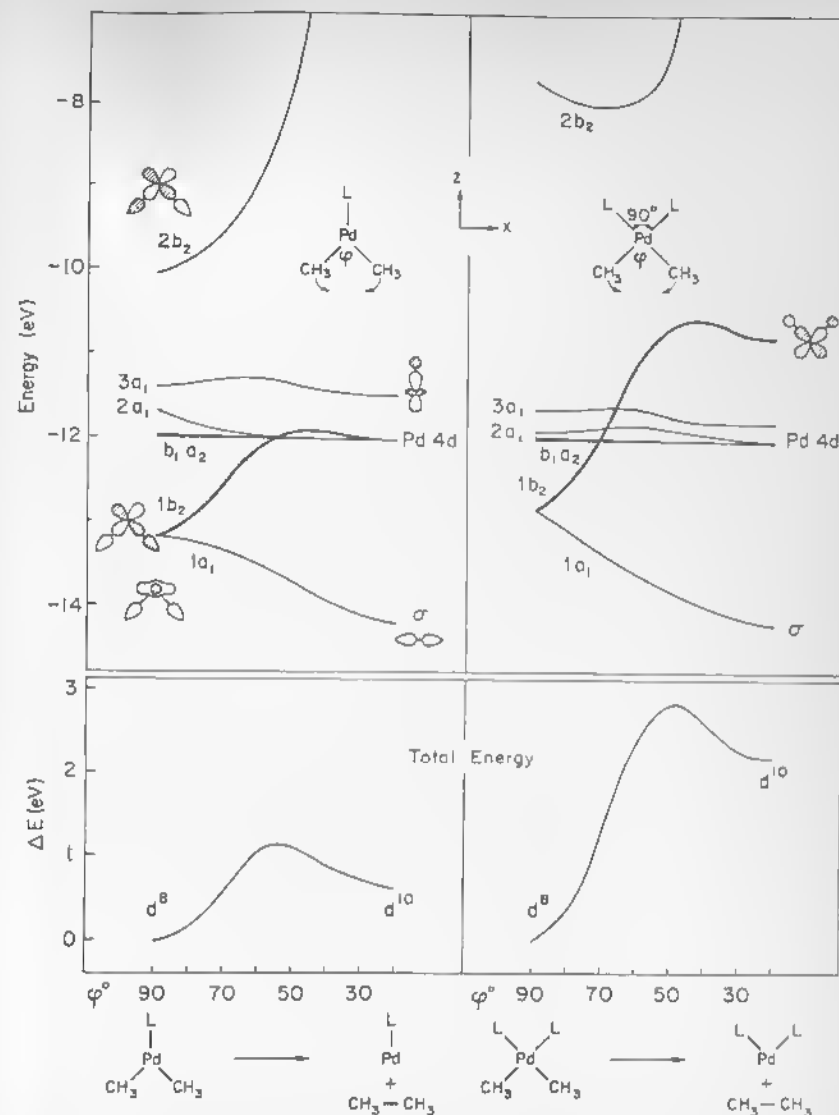 -8
-10
-12
-14
Energy (eV)
2b₂
2b₂
L
Pd
φ
CH₃ CH₃
z
x
L 90° L
Pd
φ
CH₃ CH₃
3a₁
2a₁
b₁ a₂
1b₂
1a₁
Pd 4d
σ
3a₁
2a₁
b₁ a₂
1b₂
1a₁
Pd 4d
σ
Total Energy
ΔE (eV)
3
2
1
0
d⁸
d¹⁰
d⁸
d¹⁰
φ° 90 70 50 30 φ° 90 70 50 30
L L L L L L
Pd Pd Pd Pd
CH₃ CH₃ + CH₃ CH₃ +
CH₃—CH₃ CH₃—CH₃